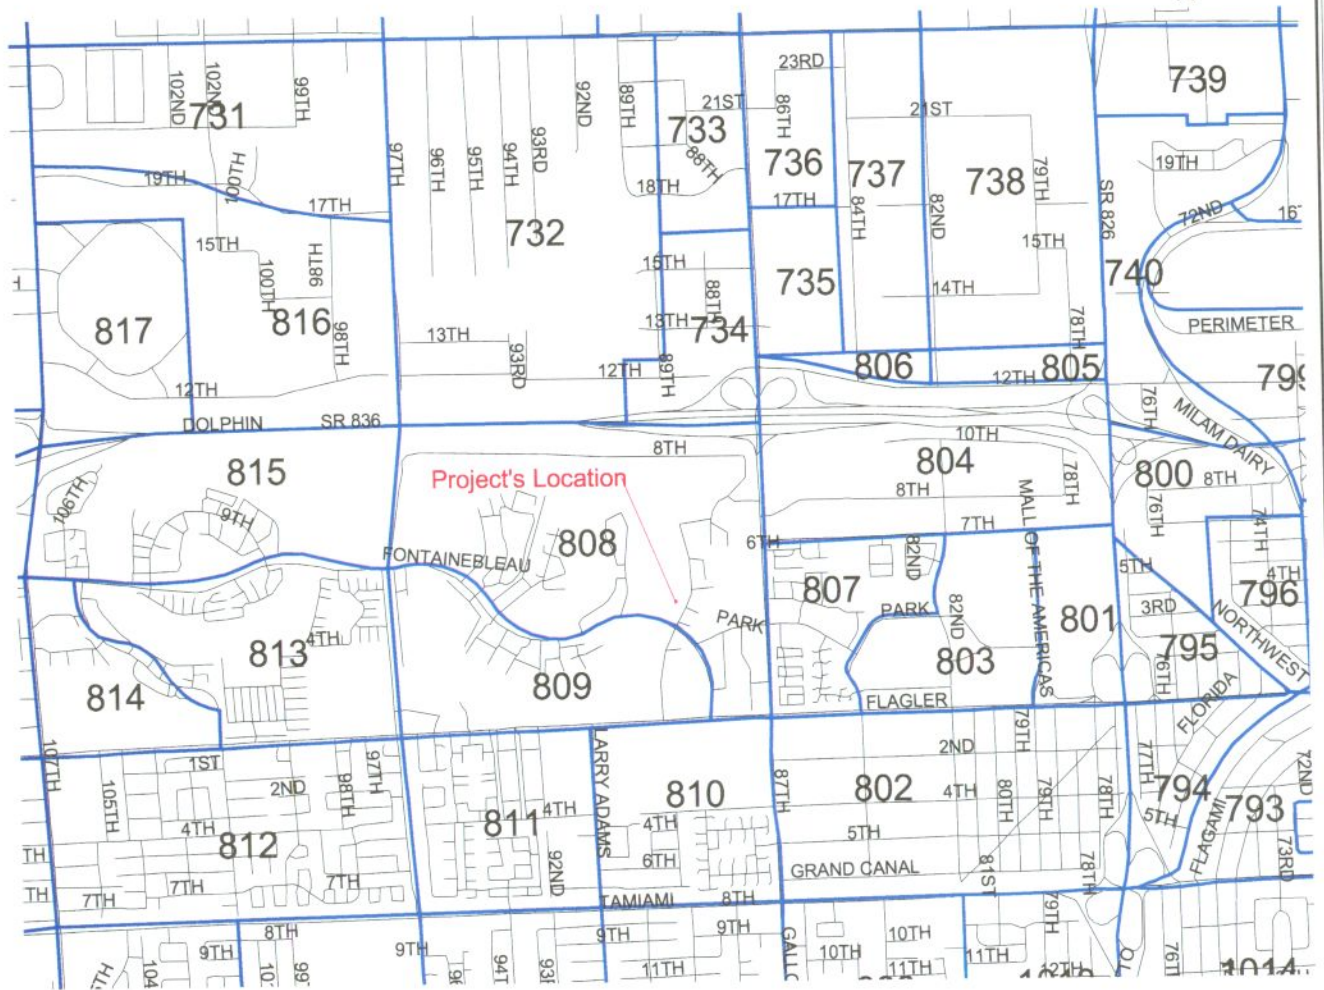 739
23RD
102ND
102ND
99TH
92ND
89TH
21ST
86TH
21ST
731
733
93RD
94TH
95TH
96TH
97TH
88TH
736
737
738
79TH
19TH
19TH
100TH
18TH
17TH
17TH
84TH
82ND
SR 826
72ND
16
732
15TH
98TH
100TH
15TH
88TH
735
15TH
14TH
740
817
816
98TH
13TH
93RD
13TH
734
78TH
PERIMETER
12TH
12TH
89TH
806
12TH
805
76TH
MILAM DAIRY
DOLPHIN
SR 836
8TH
10TH
815
Project's Location
804
78TH
800
8TH
106TH
9TH
8TH
MALL OF THE AMERICAS
76TH
74TH
808
7TH
6TH
82ND
FONTAINEBLEAU
5TH
4TH
807
PARK
PARK
82ND
801
3RD
796
NORTHWEST
813
4TH
803
795
76TH
814
809
FLAGLER
FLORIDA
107TH
1ST
97TH
98TH
2ND
LARRY ADAMS
87TH
2ND
79TH
77TH
72ND
105TH
810
802
4TH
80TH
79TH
78TH
794
793
5TH
FLAGAMI
811
4TH
4TH
4TH
812
5TH
6TH
TH
92ND
GRAND CANAL
81ST
78TH
73RD
TH
7TH
7TH
7TH
TAMIAMI
8TH
79TH
8TH
9TH
9TH
9TH
9TH
10TH
10TH
11TH
11TH
11TH
12TH
1014